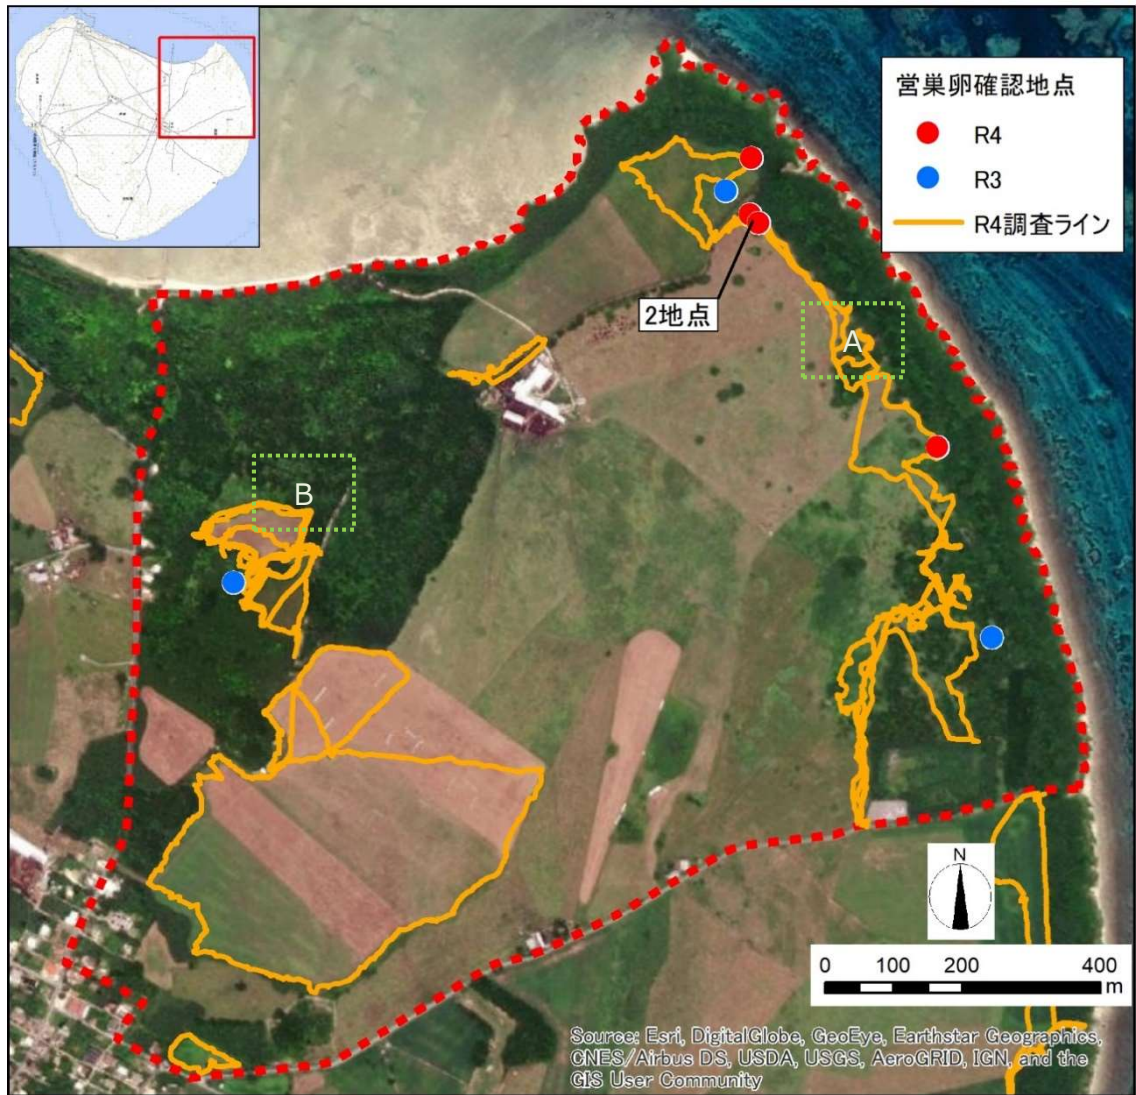 営巣卵確認地点
R4
R3
R4調査ライン
2地点
A
B
N
0 100 200 400
m
Source: Esri, DigitalGlobe, GeoEye, Earthstar Geographics,
CNES/Airbus DS, USDA, USGS, AeroGRID, IGN, and the
GIS User Community